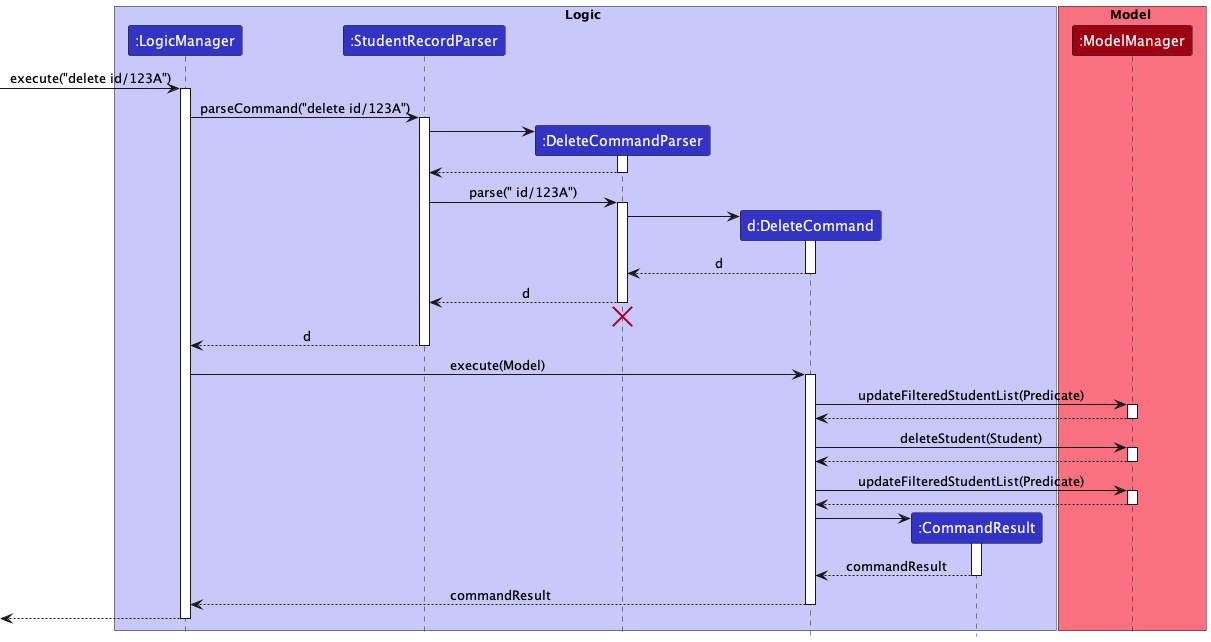 Logic
Model
:LogicManager
:StudentRecordParser
:ModelManager
execute("delete id/123A")
parseCommand("delete id/123A")
:DeleteCommandParser
parse(" id/123A")
d:DeleteCommand
d
d
d
execute(Model)
updateFilteredStudentList(Predicate)
deleteStudent(Student)
updateFilteredStudentList(Predicate)
:CommandResult
commandResult
commandResult